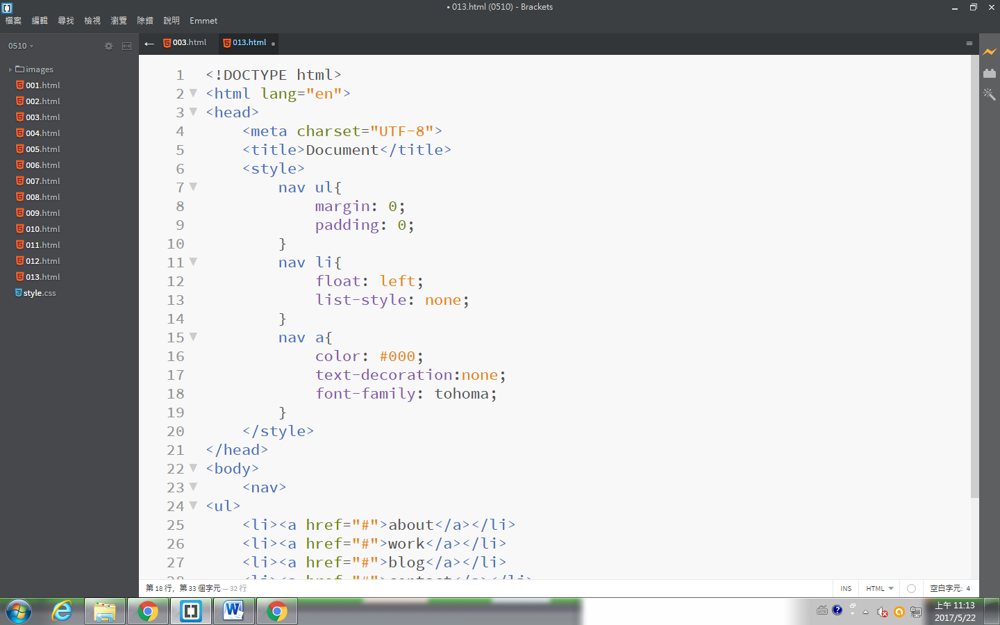 • 013.html (0510) - Brackets
檔案 編輯 尋找 檢視 瀏覽 除錯 說明 Emmet
0510
images
001.html
002.html
003.html
004.html
005.html
006.html
007.html
008.html
009.html
010.html
011.html
012.html
013.html
style.css
003.html 013.html
1 <!DOCTYPE html>
2 <html lang="en">
3 <head>
4 <meta charset="UTF-8">
5 <title>Document</title>
6 <style>
7 nav ul{
8 margin: 0;
9 padding: 0;
10 }
11 nav li{
12 float: left;
13 list-style: none;
14 }
15 nav a{
16 color: #000;
17 text-decoration:none;
18 font-family: tohoma;
19 }
20 </style>
21 </head>
22 <body>
23 <nav>
24 <ul>
25 <li><a href="#">about</a></li>
26 <li><a href="#">work</a></li>
27 <li><a href="#">blog</a></li>
28 <li><a href="#">contact</a></li>
第 18 行，第 33 個字元 — 32 行 INS HTML 空白字元: 4
上午 11:13
2017/5/22